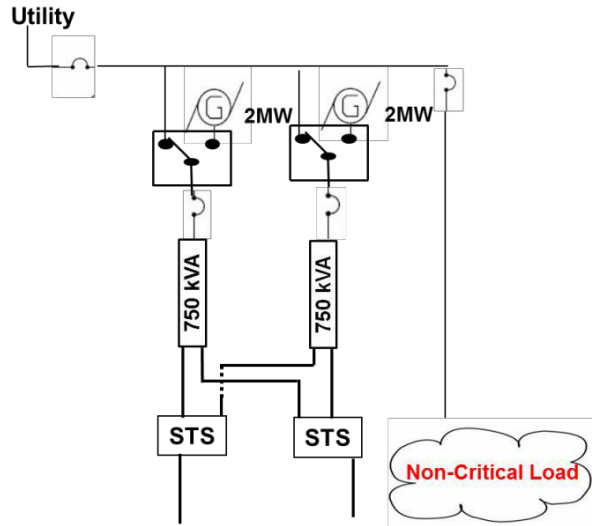 Utility
G
2MW
G
2MW
750 kVA
750 kVA
STS
STS
Non-Critical Load